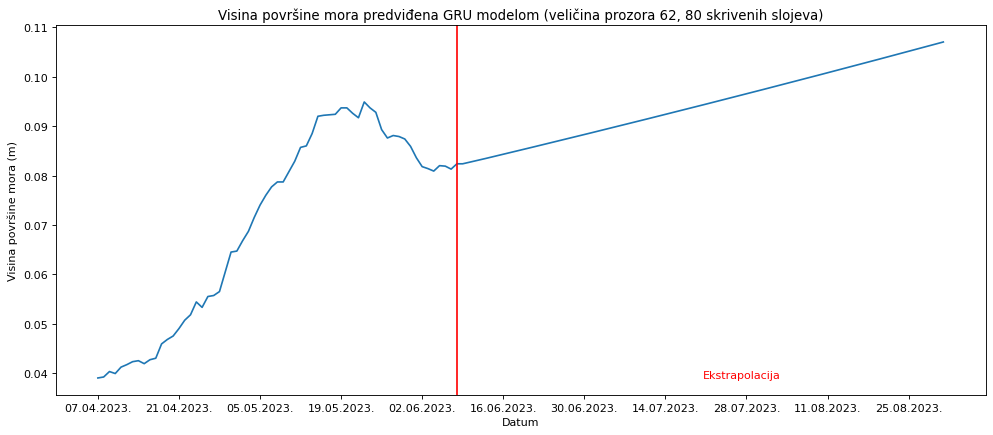 Visina površine mora predviđena GRU modelom (veličina prozora 62, 80 skrivenih slojeva)
0.11
0.10
0.09
0.08
0.07
0.06
0.05
0.04
Visina površine mora (m)
Ekstrapolacija
07.04.2023. 21.04.2023. 05.05.2023. 19.05.2023. 02.06.2023. 16.06.2023. 30.06.2023. 14.07.2023. 28.07.2023. 11.08.2023. 25.08.2023.
Datum